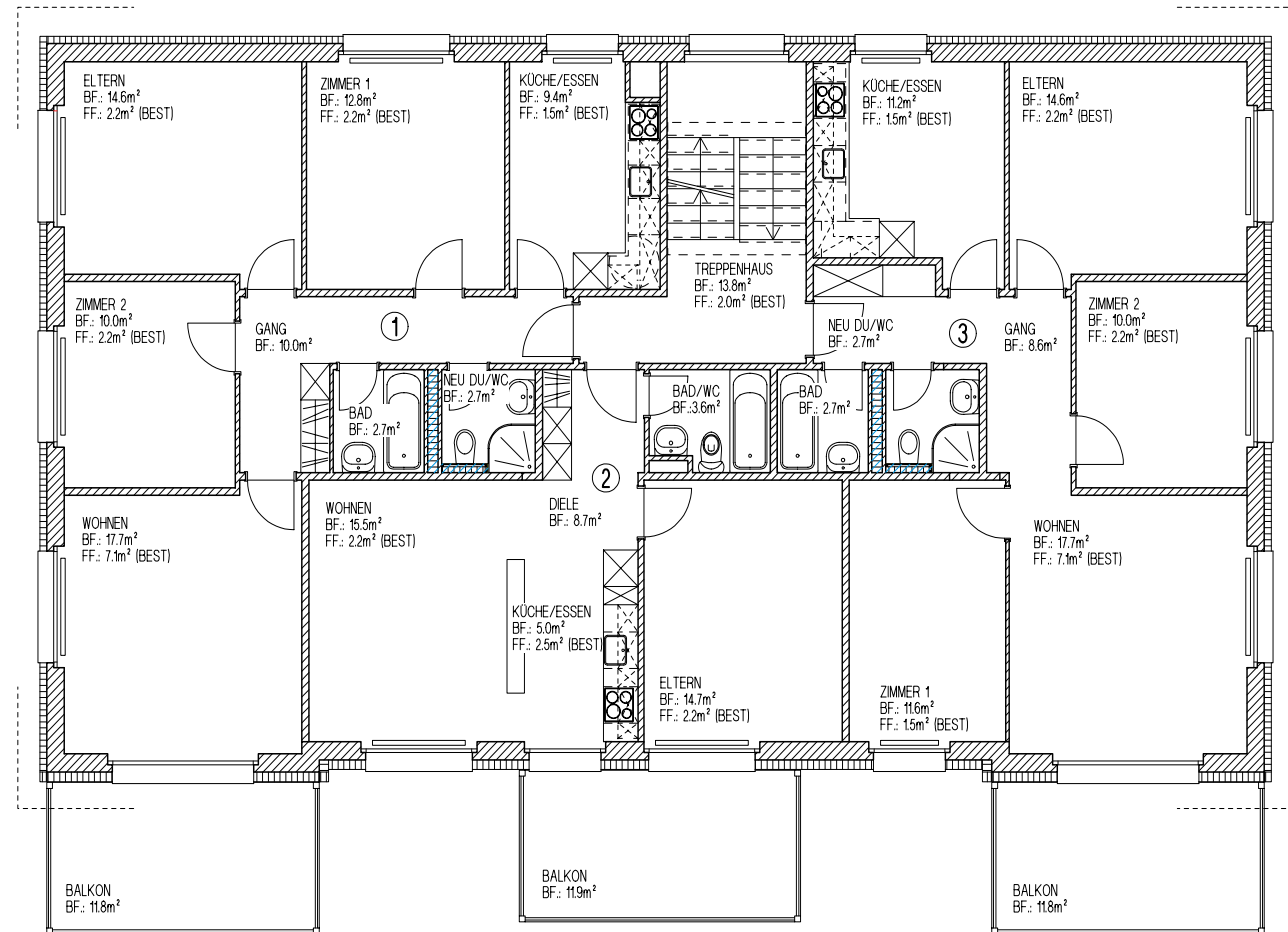 ELTERN
BF.: 14.6m²
FF.: 2.2m² (BEST)
ZIMMER 1
BF.: 12.8m²
FF.: 2.2m² (BEST)
KÜCHE/ESSEN
BF.: 9.4m²
FF.: 1.5m² (BEST)
KÜCHE/ESSEN
BF.: 11.2m²
FF.: 1.5m² (BEST)
ELTERN
BF.: 14.6m²
FF.: 2.2m² (BEST)
TREPPENHAUS
BF.: 13.8m²
FF.: 2.0m² (BEST)
ZIMMER 2
BF.: 10.0m²
FF.: 2.2m² (BEST)
GANG
BF.: 10.0m²
1
NEU DU/WC
BF.: 2.7m²
3
GANG
BF.: 8.6m²
ZIMMER 2
BF.: 10.0m²
FF.: 2.2m² (BEST)
BAD
BF.: 2.7m²
NEU DU/WC
BF.: 2.7m²
BAD/WC
BF.:3.6m²
BAD
BF.: 2.7m²
2
DIELE
BF.: 8.7m²
WOHNEN
BF.: 17.7m²
FF.: 7.1m² (BEST)
WOHNEN
BF.: 15.5m²
FF.: 2.2m² (BEST)
WOHNEN
BF.: 17.7m²
FF.: 7.1m² (BEST)
KÜCHE/ESSEN
BF.: 5.0m²
FF.: 2.5m² (BEST)
ELTERN
BF.: 14.7m²
FF.: 2.2m² (BEST)
ZIMMER 1
BF.: 11.6m²
FF.: 1.5m² (BEST)
BALKON
BF.: 11.8m²
BALKON
BF.: 11.9m²
BALKON
BF.: 11.8m²